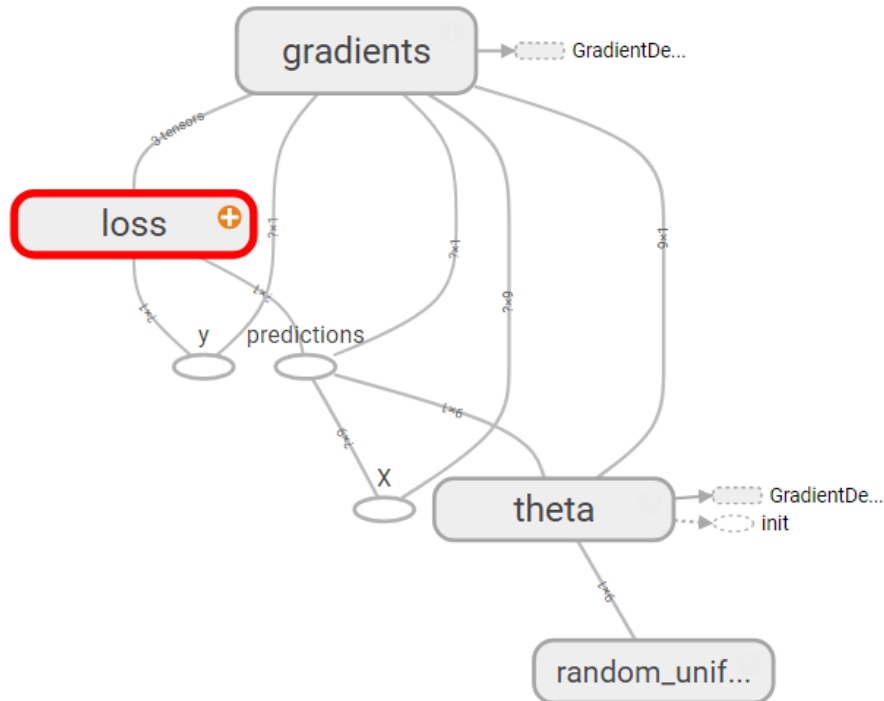 gradients
GradientDe...
3 tensors
loss
?×1
?×1
?×1
?×1
?×9
9×1
y
predictions
9×1
?×9
X
theta
GradientDe...
init
9×1
random_unif...